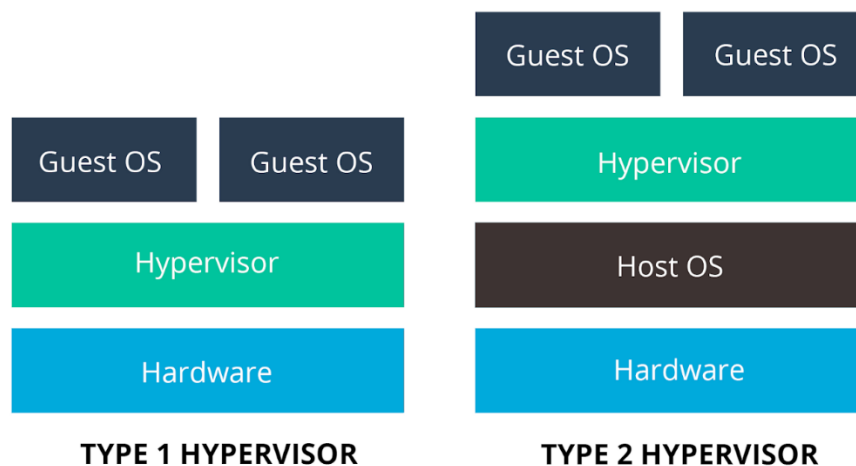 Guest OS Guest OS
Hypervisor
Hardware
TYPE 1 HYPERVISOR
Guest OS Guest OS
Hypervisor
Host OS
Hardware
TYPE 2 HYPERVISOR